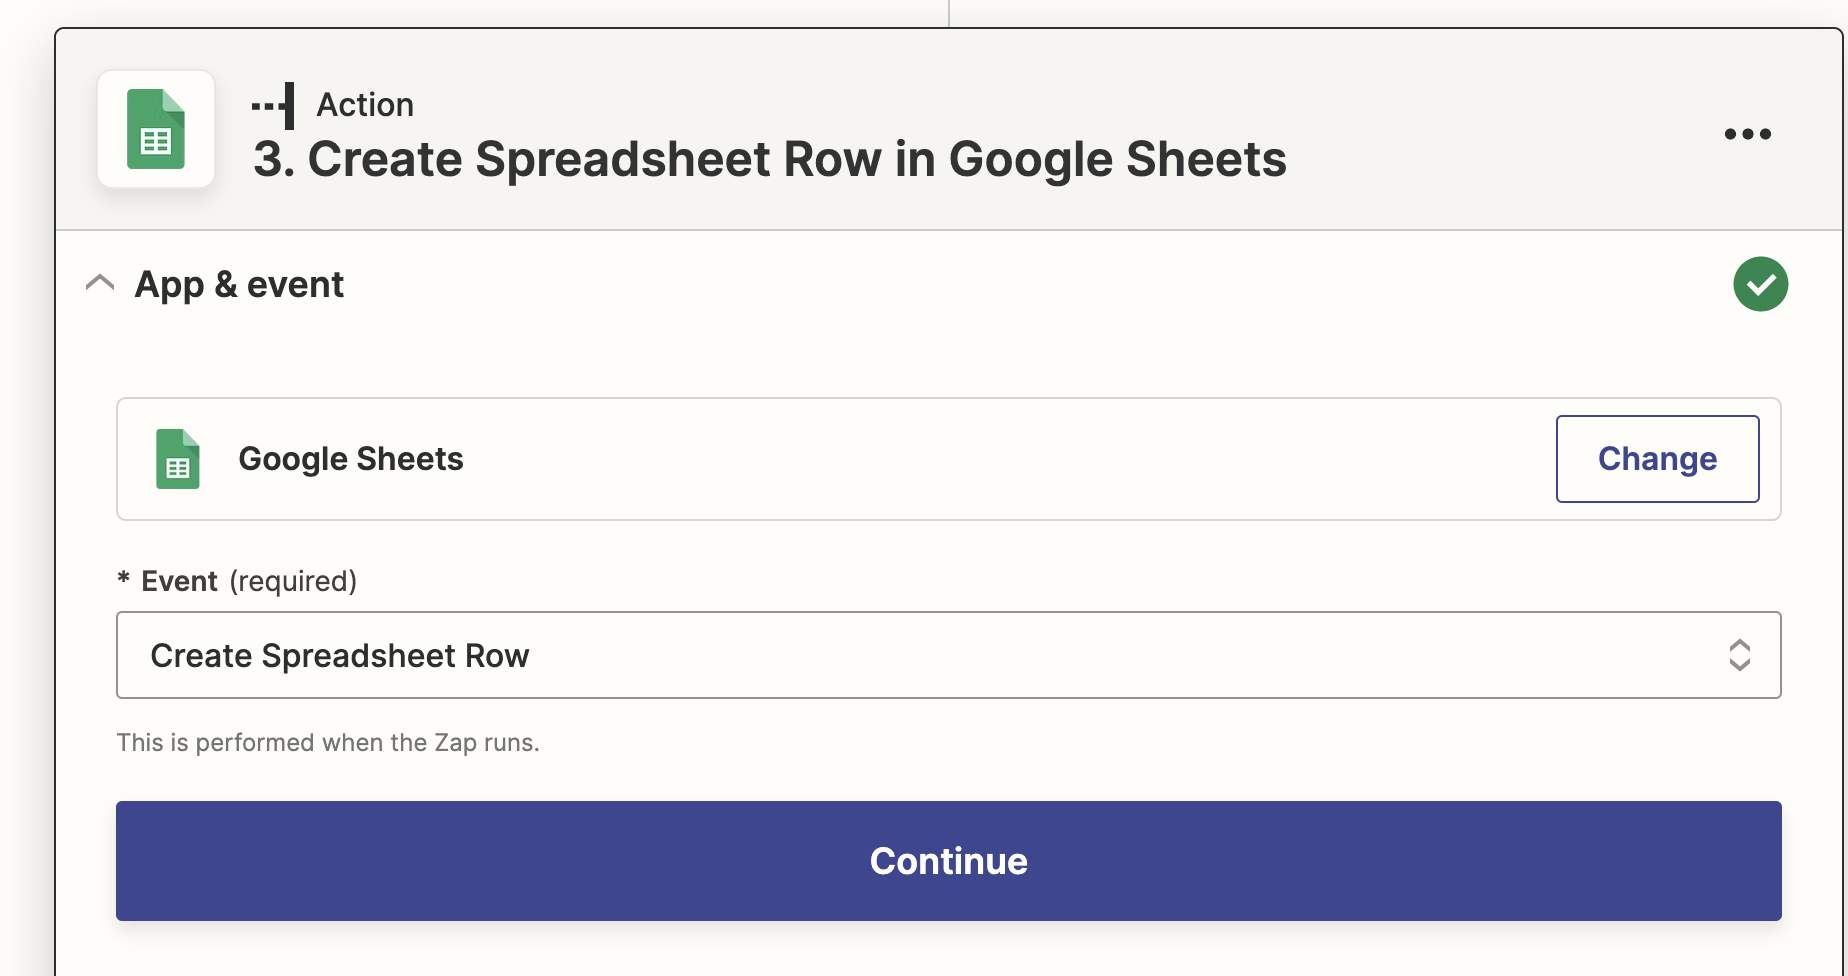 Action
3. Create Spreadsheet Row in Google Sheets
App & event
Google Sheets
Change
* Event (required)
Create Spreadsheet Row
This is performed when the Zap runs.
Continue